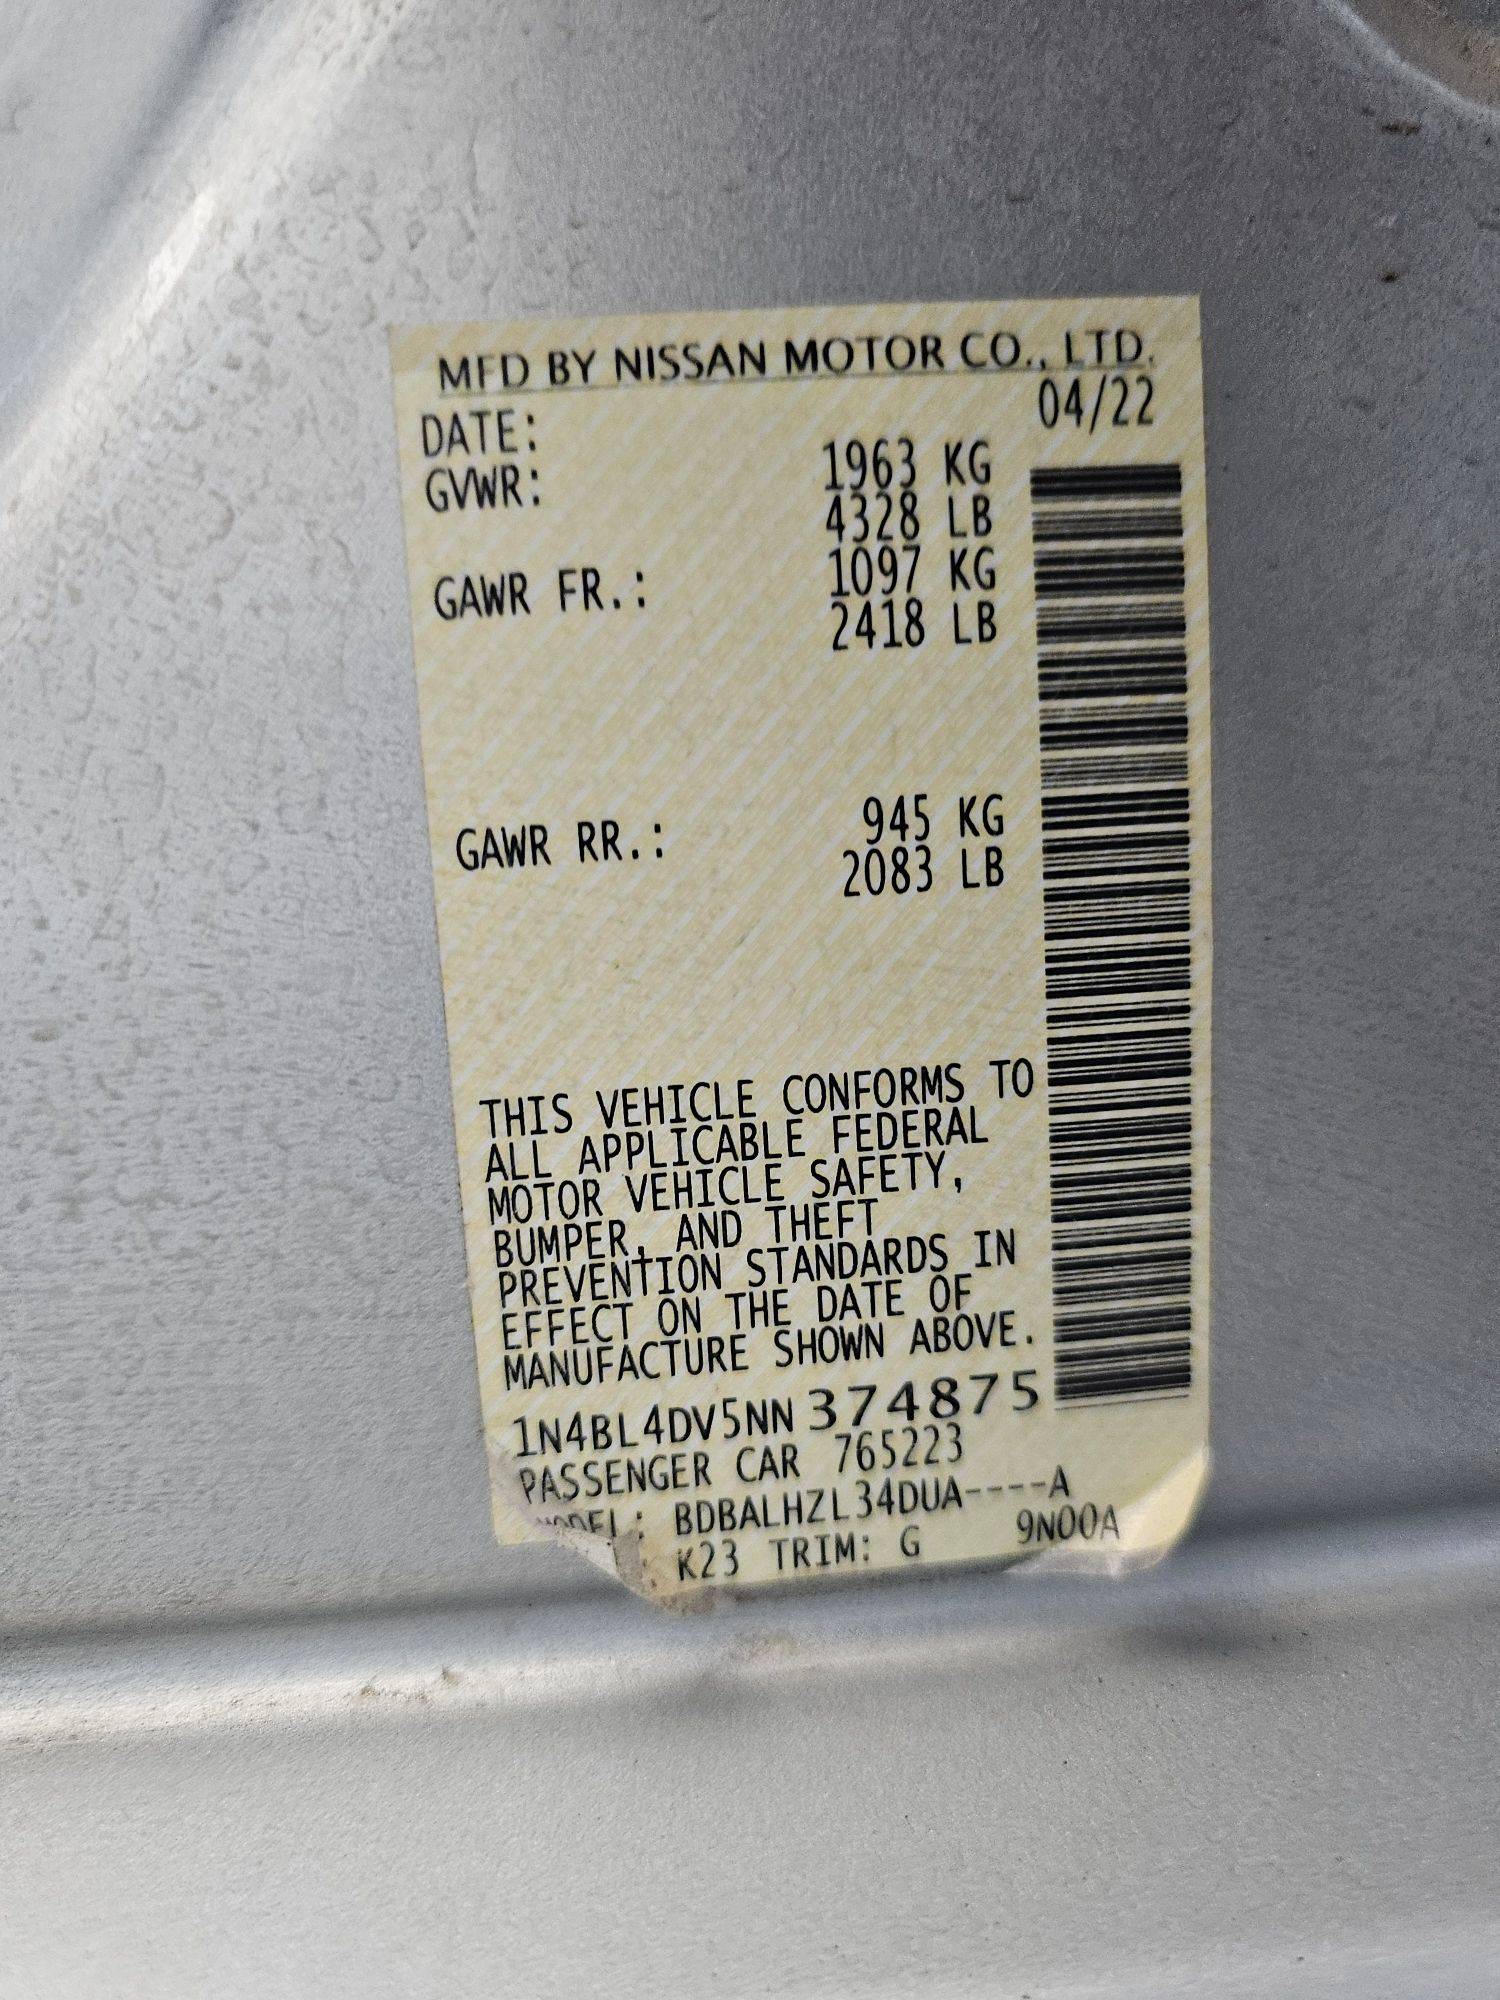 MFD BY NISSAN MOTOR CO., LTD.
DATE: 04/22
GVWR: 1963 KG
4328 LB
GAWR FR.: 1097 KG
2418 LB
GAWR RR.: 945 KG
2083 LB
THIS VEHICLE CONFORMS TO
ALL APPLICABLE FEDERAL
MOTOR VEHICLE SAFETY,
BUMPER, AND THEFT
PREVENTION STANDARDS IN
EFFECT ON THE DATE OF
MANUFACTURE SHOWN ABOVE.
1N4BL4DV5NN374875
PASSENGER CAR 765223
MODEL: BDBALHZL34DUA----A
K23 TRIM: G 9N00A